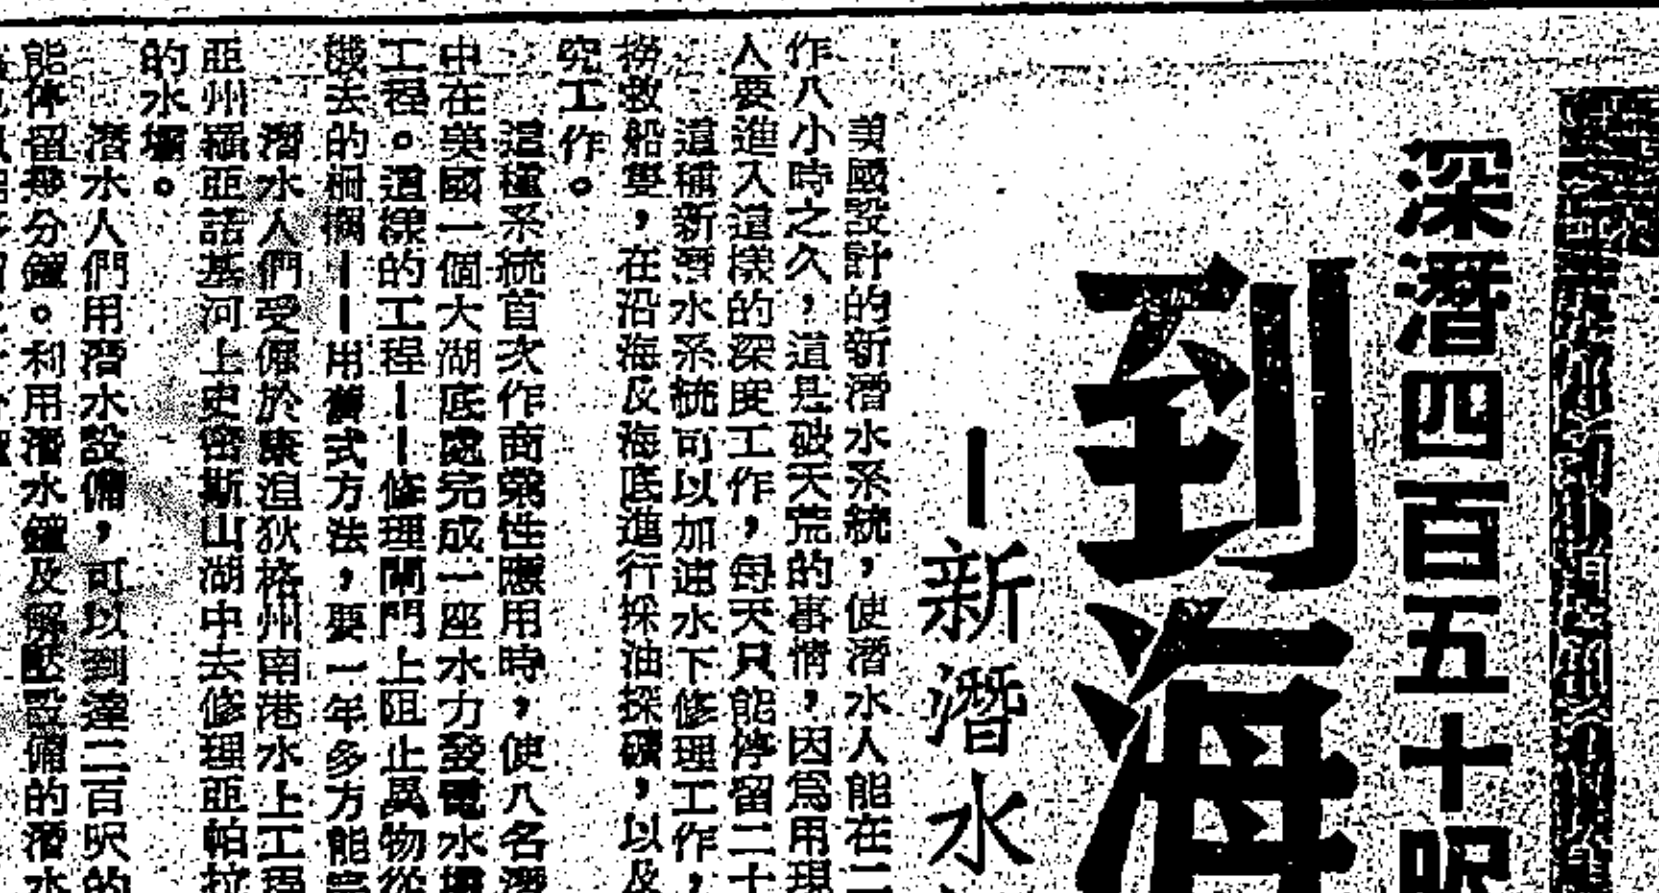 深潛四百五十呎
到海
—新潛水
美國設計的新潛水系統，使潛水人能在二
作八小時之久，這是破天荒的事情，因爲用現
人要進入這樣的深度工作，每天只能停留二十
這種新潛水系統可以加速水下修理工作，
撈救船隻，在沿海及海底進行採油探礦，以及
究工作。
這種系統首次作商業性應用時，使八名潛
中在美國一個大湖底處完成一座水力發電水壩
工程。這樣的工程——修理閘門上阻止異物從
的柵欄——用舊式方法，要一年多方能完
潛水人們受僱於東渲狄格州南港水上工程
亞州羅亞諾基河上史密斯山湖中去修理亞帕拉
的水壩。
潛水人們用潛水設備，可以到達二百呎的
能停留幾分鐘。利用潛水鐘及解壓設備的潛水